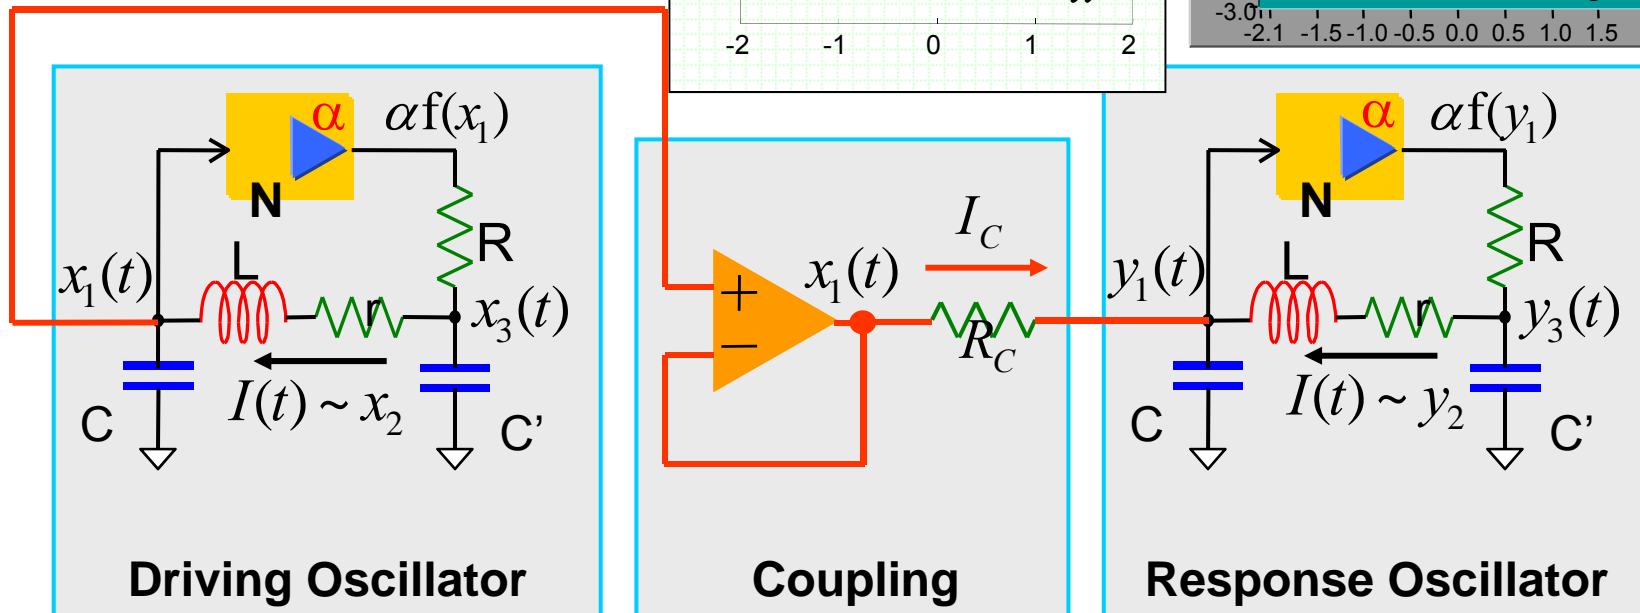 -2 -1 0 1 2
-3.0
-2.1 -1.5 -1.0 -0.5 0.0 0.5 1.0 1.5
α
αf(x₁)
N
R
L
x₁(t)
r
x₃(t)
I(t) ~ x₂
C
C’
Driving Oscillator
I_C
x₁(t)
+
−
R_C
Coupling
α
αf(y₁)
N
R
L
y₁(t)
r
y₃(t)
I(t) ~ y₂
C
C’
Response Oscillator